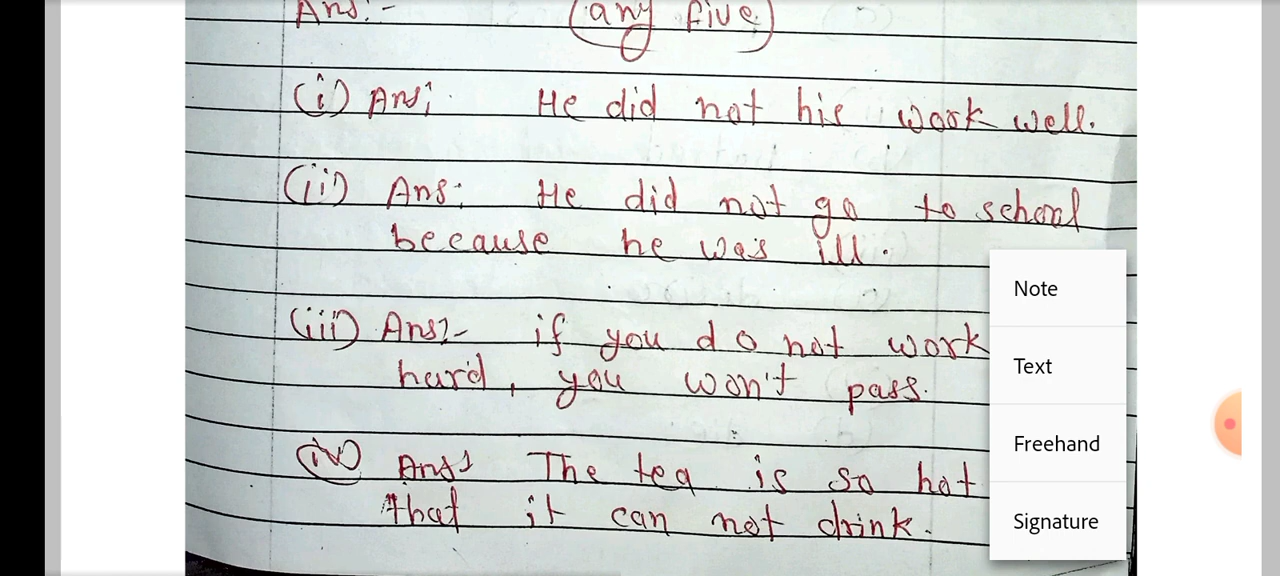 Ans:-
(any five)
(i) Ans; He did not his work well.
(ii) Ans: He did not go to school
because he was ill.
(iii) Ans:- if you do not work
hard, you won't pass.
(iv) Ans: The tea is so hot
that it can not drink.
Note
Text
Freehand
Signature